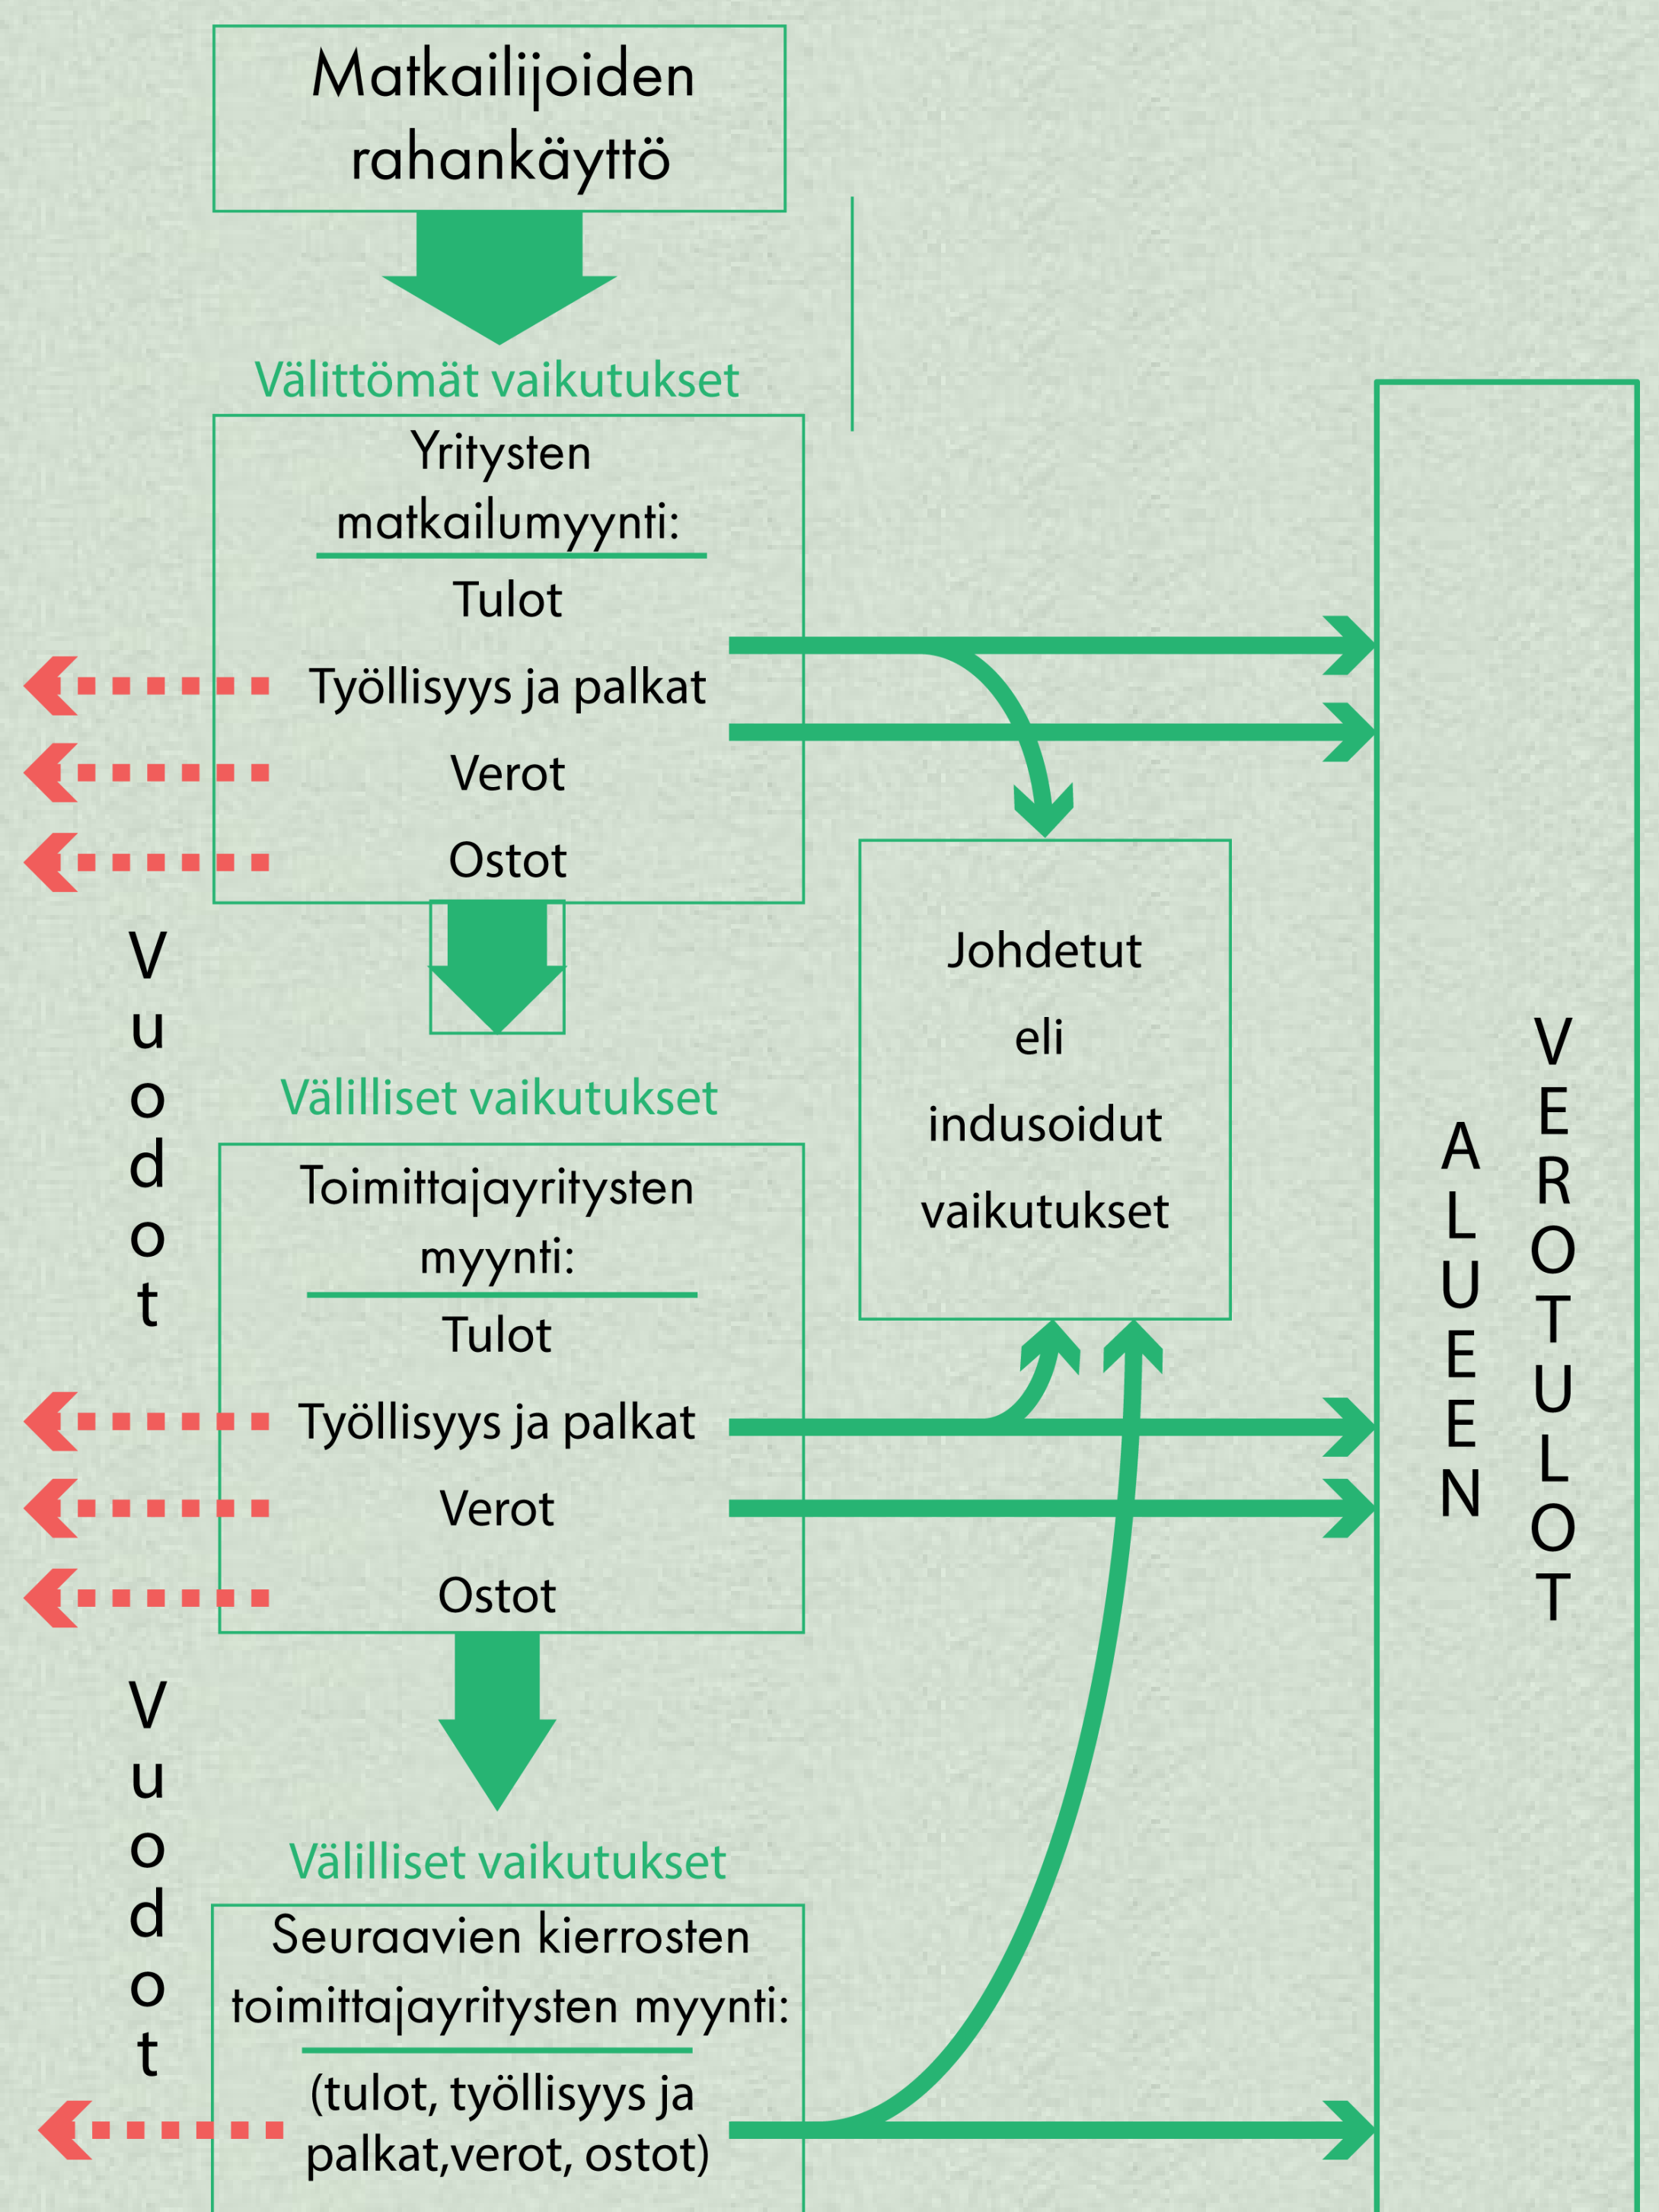 Matkailijoiden
rahankäyttö
Välittömät vaikutukset
Yritysten
matkailumyynti:
Tulot
Työllisyys ja palkat
Verot
Ostot
Vuodot
Johdetut
eli
indusoidut
vaikutukset
Välilliset vaikutukset
Toimittajayritysten
myynti:
Tulot
Työllisyys ja palkat
Verot
Ostot
Vuodot
Välilliset vaikutukset
Seuraavien kierrosten
toimittajayritysten myynti:
(tulot, työllisyys ja
palkat,verot, ostot)
ALUEEN
VEROTULOT